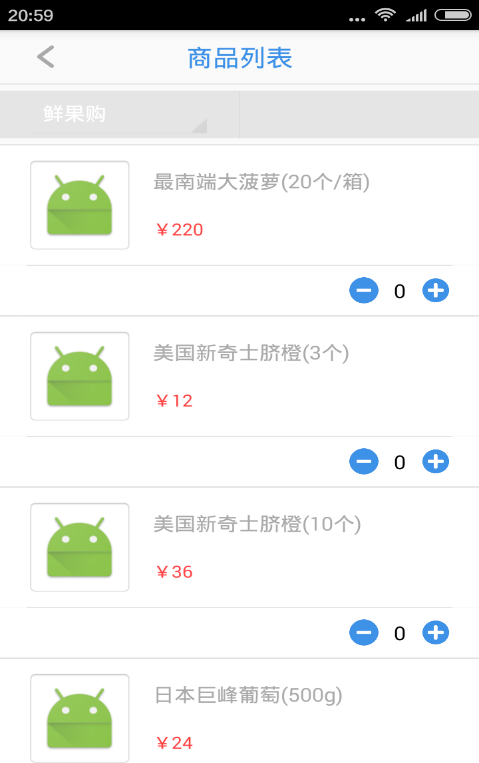 20:59
商品列表
鲜果购
最南端大菠萝(20个/箱)
￥220
0
美国新奇士脐橙(3个)
￥12
0
美国新奇士脐橙(10个)
￥36
0
日本巨峰葡萄(500g)
￥24